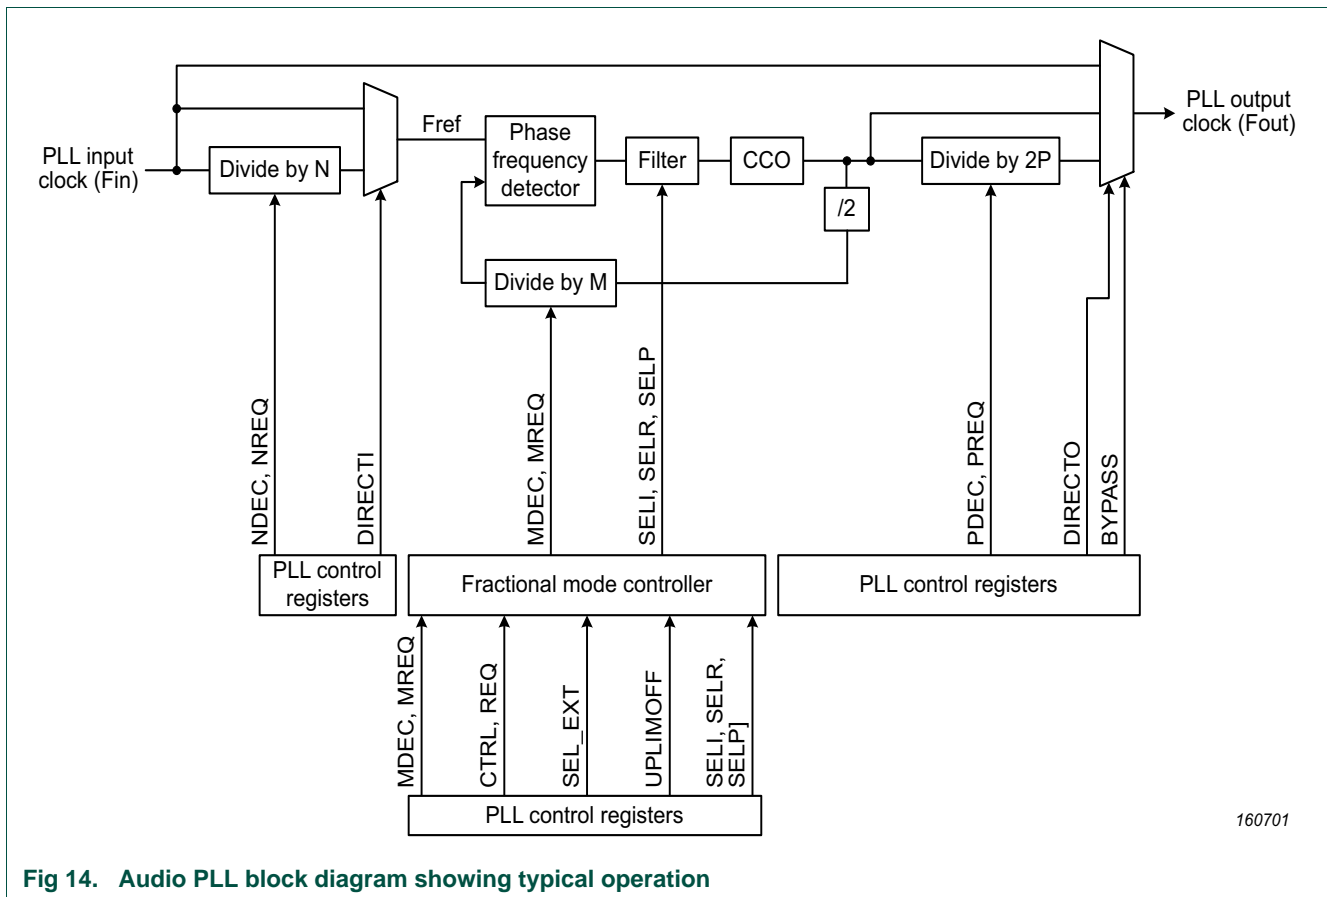 PLL input
clock (Fin)
Divide by N
Fref
Phase
frequency
detector
Filter
CCO
/2
Divide by 2P
PLL output
clock (Fout)
Divide by M
NDEC, NREQ
DIRECTI
MDEC, MREQ
SELI, SELR, SELP
PDEC, PREQ
DIRECTO
BYPASS
PLL control
registers
Fractional mode controller
PLL control registers
MDEC, MREQ
CTRL, REQ
SEL_EXT
UPLIMOFF
SELI, SELR,
SELP]
PLL control registers
160701
Fig 14. Audio PLL block diagram showing typical operation